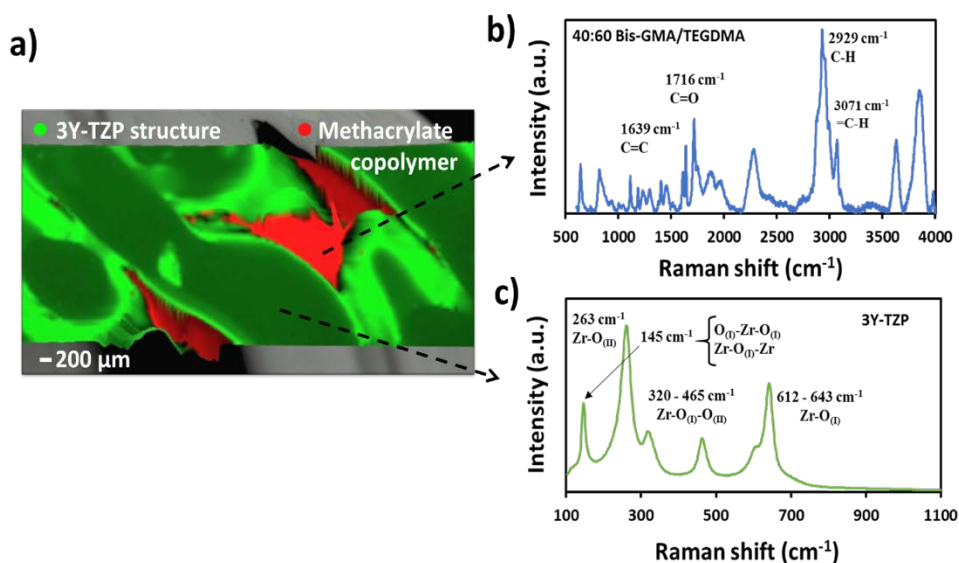 a)
3Y-TZP structure
Methacrylate
copolymer
200 µm
b)
40:60 Bis-GMA/TEGDMA
2929 cm⁻¹
C-H
1716 cm⁻¹
C=O
3071 cm⁻¹
=C-H
1639 cm⁻¹
C=C
Intensity (a.u.)
500 1000 1500 2000 2500 3000 3500 4000
Raman shift (cm⁻¹)
c)
3Y-TZP
263 cm⁻¹
Zr-O(II)
145 cm⁻¹
O(I)-Zr-O(I)
Zr-O(I)-Zr
320 - 465 cm⁻¹
Zr-O(I)-O(II)
612 - 643 cm⁻¹
Zr-O(I)
Intensity (a.u.)
100 300 500 700 900 1100
Raman shift (cm⁻¹)